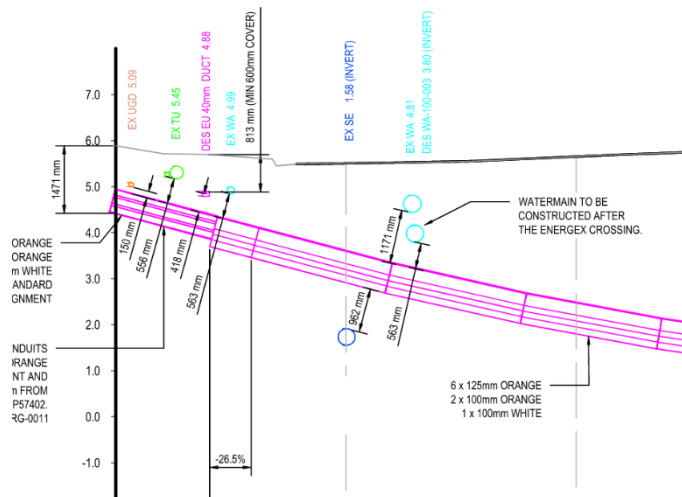 EX UGD 5.09
EX TU 5.45
DES EU 40mm DUCT 4.88
EX WA 4.99
813 mm (MIN 600mm COVER)
EX SE 1.58 (INVERT)
EX WA 4.61
DES WA-100-003 3.80 (INVERT)
7.0
6.0
5.0
4.0
3.0
2.0
1.0
0.0
-1.0
1471 mm
150 mm
556 mm
418 mm
563 mm
1171 mm
962 mm
563 mm
WATERMAIN TO BE
CONSTRUCTED AFTER
THE ENERGEX CROSSING.
ORANGE
ORANGE
m WHITE
ANDARD
GNMENT
NDUITS
ORANGE
NT AND
m FROM
P57402.
RG-0011
6 x 125mm ORANGE
2 x 100mm ORANGE
1 x 100mm WHITE
-26.5%